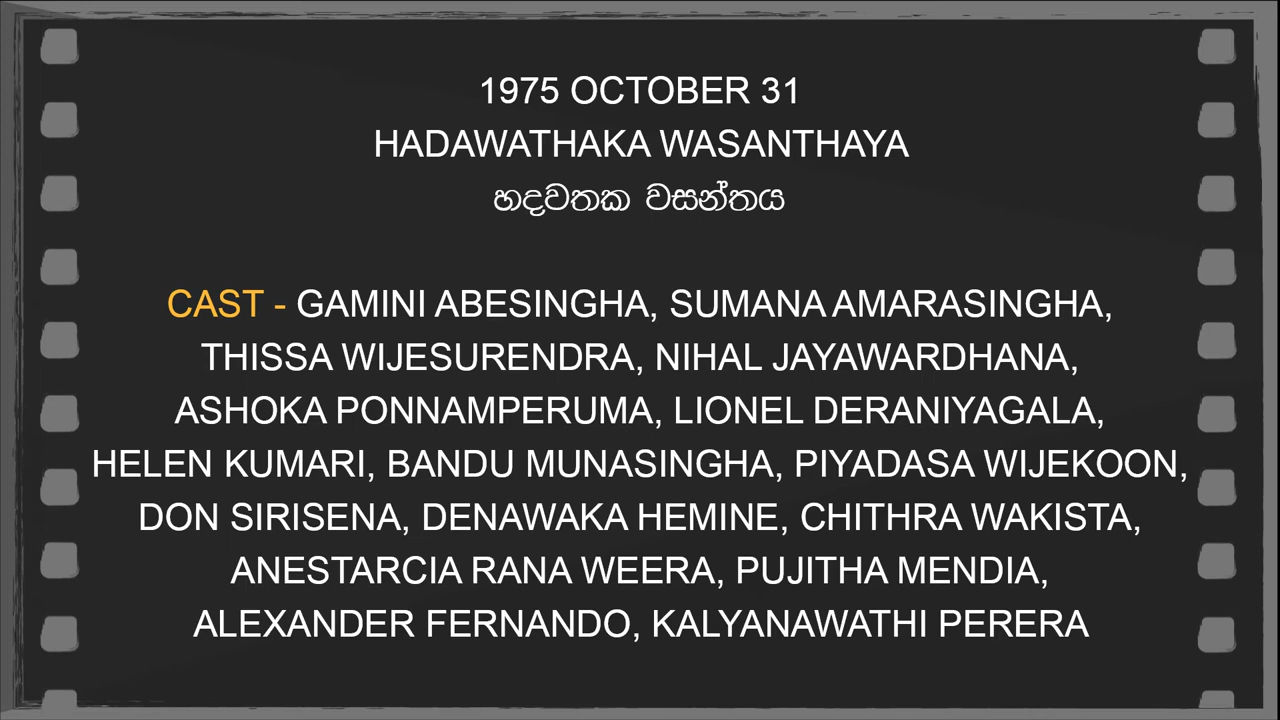 1975 OCTOBER 31
HADAWATHAKA WASANTHAYA
හදවතක වසන්තය
CAST - GAMINI ABESINGHA, SUMANA AMARASINGHA,
THISSA WIJESURENDRA, NIHAL JAYAWARDHANA,
ASHOKA PONNAMPERUMA, LIONEL DERANIYAGALA,
HELEN KUMARI, BANDU MUNASINGHA, PIYADASA WIJEKOON,
DON SIRISENA, DENAWAKA HEMINE, CHITHRA WAKISTA,
ANESTARCIA RANA WEERA, PUJITHA MENDIA,
ALEXANDER FERNANDO, KALYANAWATHI PERERA